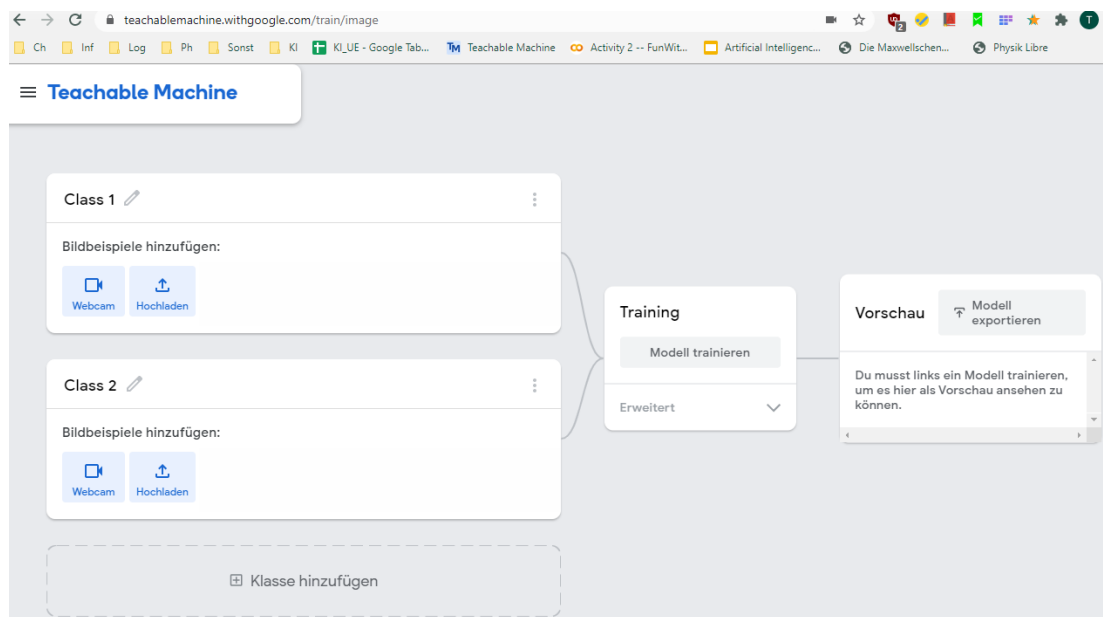 teachablemachine.withgoogle.com/train/image
2
T
Ch Inf Log Ph Sonst KI KI_UE - Google Tab... TM Teachable Machine Activity 2 -- FunWit... Artificial Intelligenc... Die Maxwellschen... Physik Libre
Teachable Machine
Class 1
Bildbeispiele hinzufügen:
Webcam Hochladen
Class 2
Bildbeispiele hinzufügen:
Webcam Hochladen
Klasse hinzufügen
Training
Modell trainieren
Erweitert
Vorschau
Modell
exportieren
Du musst links ein Modell trainieren,
um es hier als Vorschau ansehen zu
können.